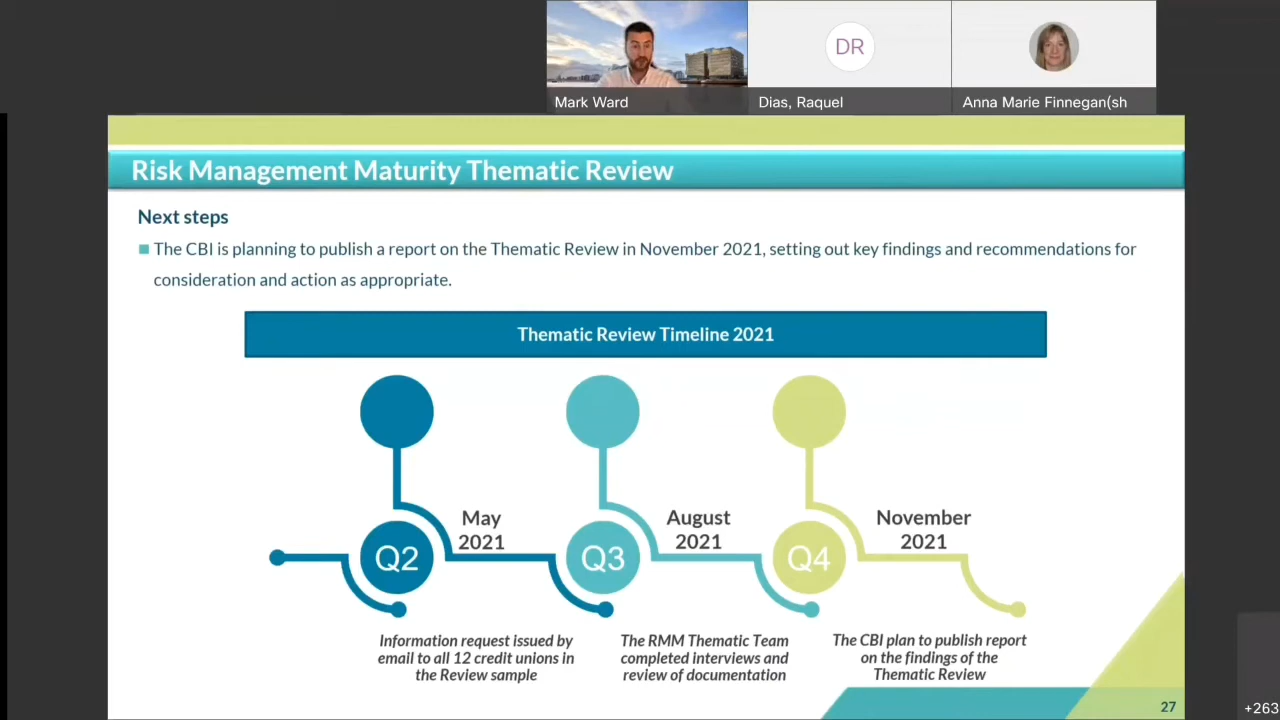 Mark Ward
DR
Dias, Raquel
Anna Marie Finnegan(sh
Risk Management Maturity Thematic Review
Next steps
The CBI is planning to publish a report on the Thematic Review in November 2021, setting out key findings and recommendations for
consideration and action as appropriate.
Thematic Review Timeline 2021
May
2021
August
2021
November
2021
Q2
Q3
Q4
Information request issued by
email to all 12 credit unions in
the Review sample
The RMM Thematic Team
completed interviews and
review of documentation
The CBI plan to publish report
on the findings of the
Thematic Review
27
+263